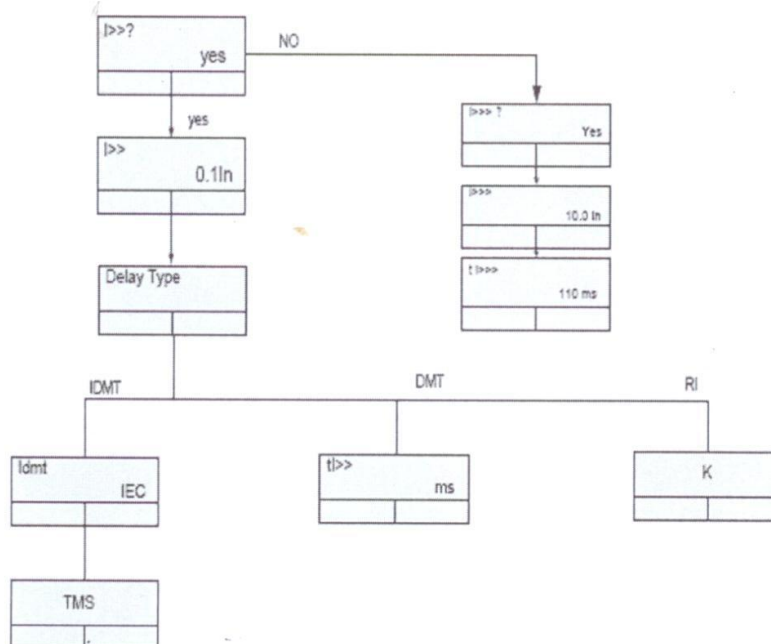 I>>?
yes
NO
yes
I>>> ?
Yes
I>>
0.1In
I>>>
10.0 In
Delay Type
t I>>>
110 ms
IDMT
DMT
RI
Idmt
IEC
tI>>
ms
K
TMS